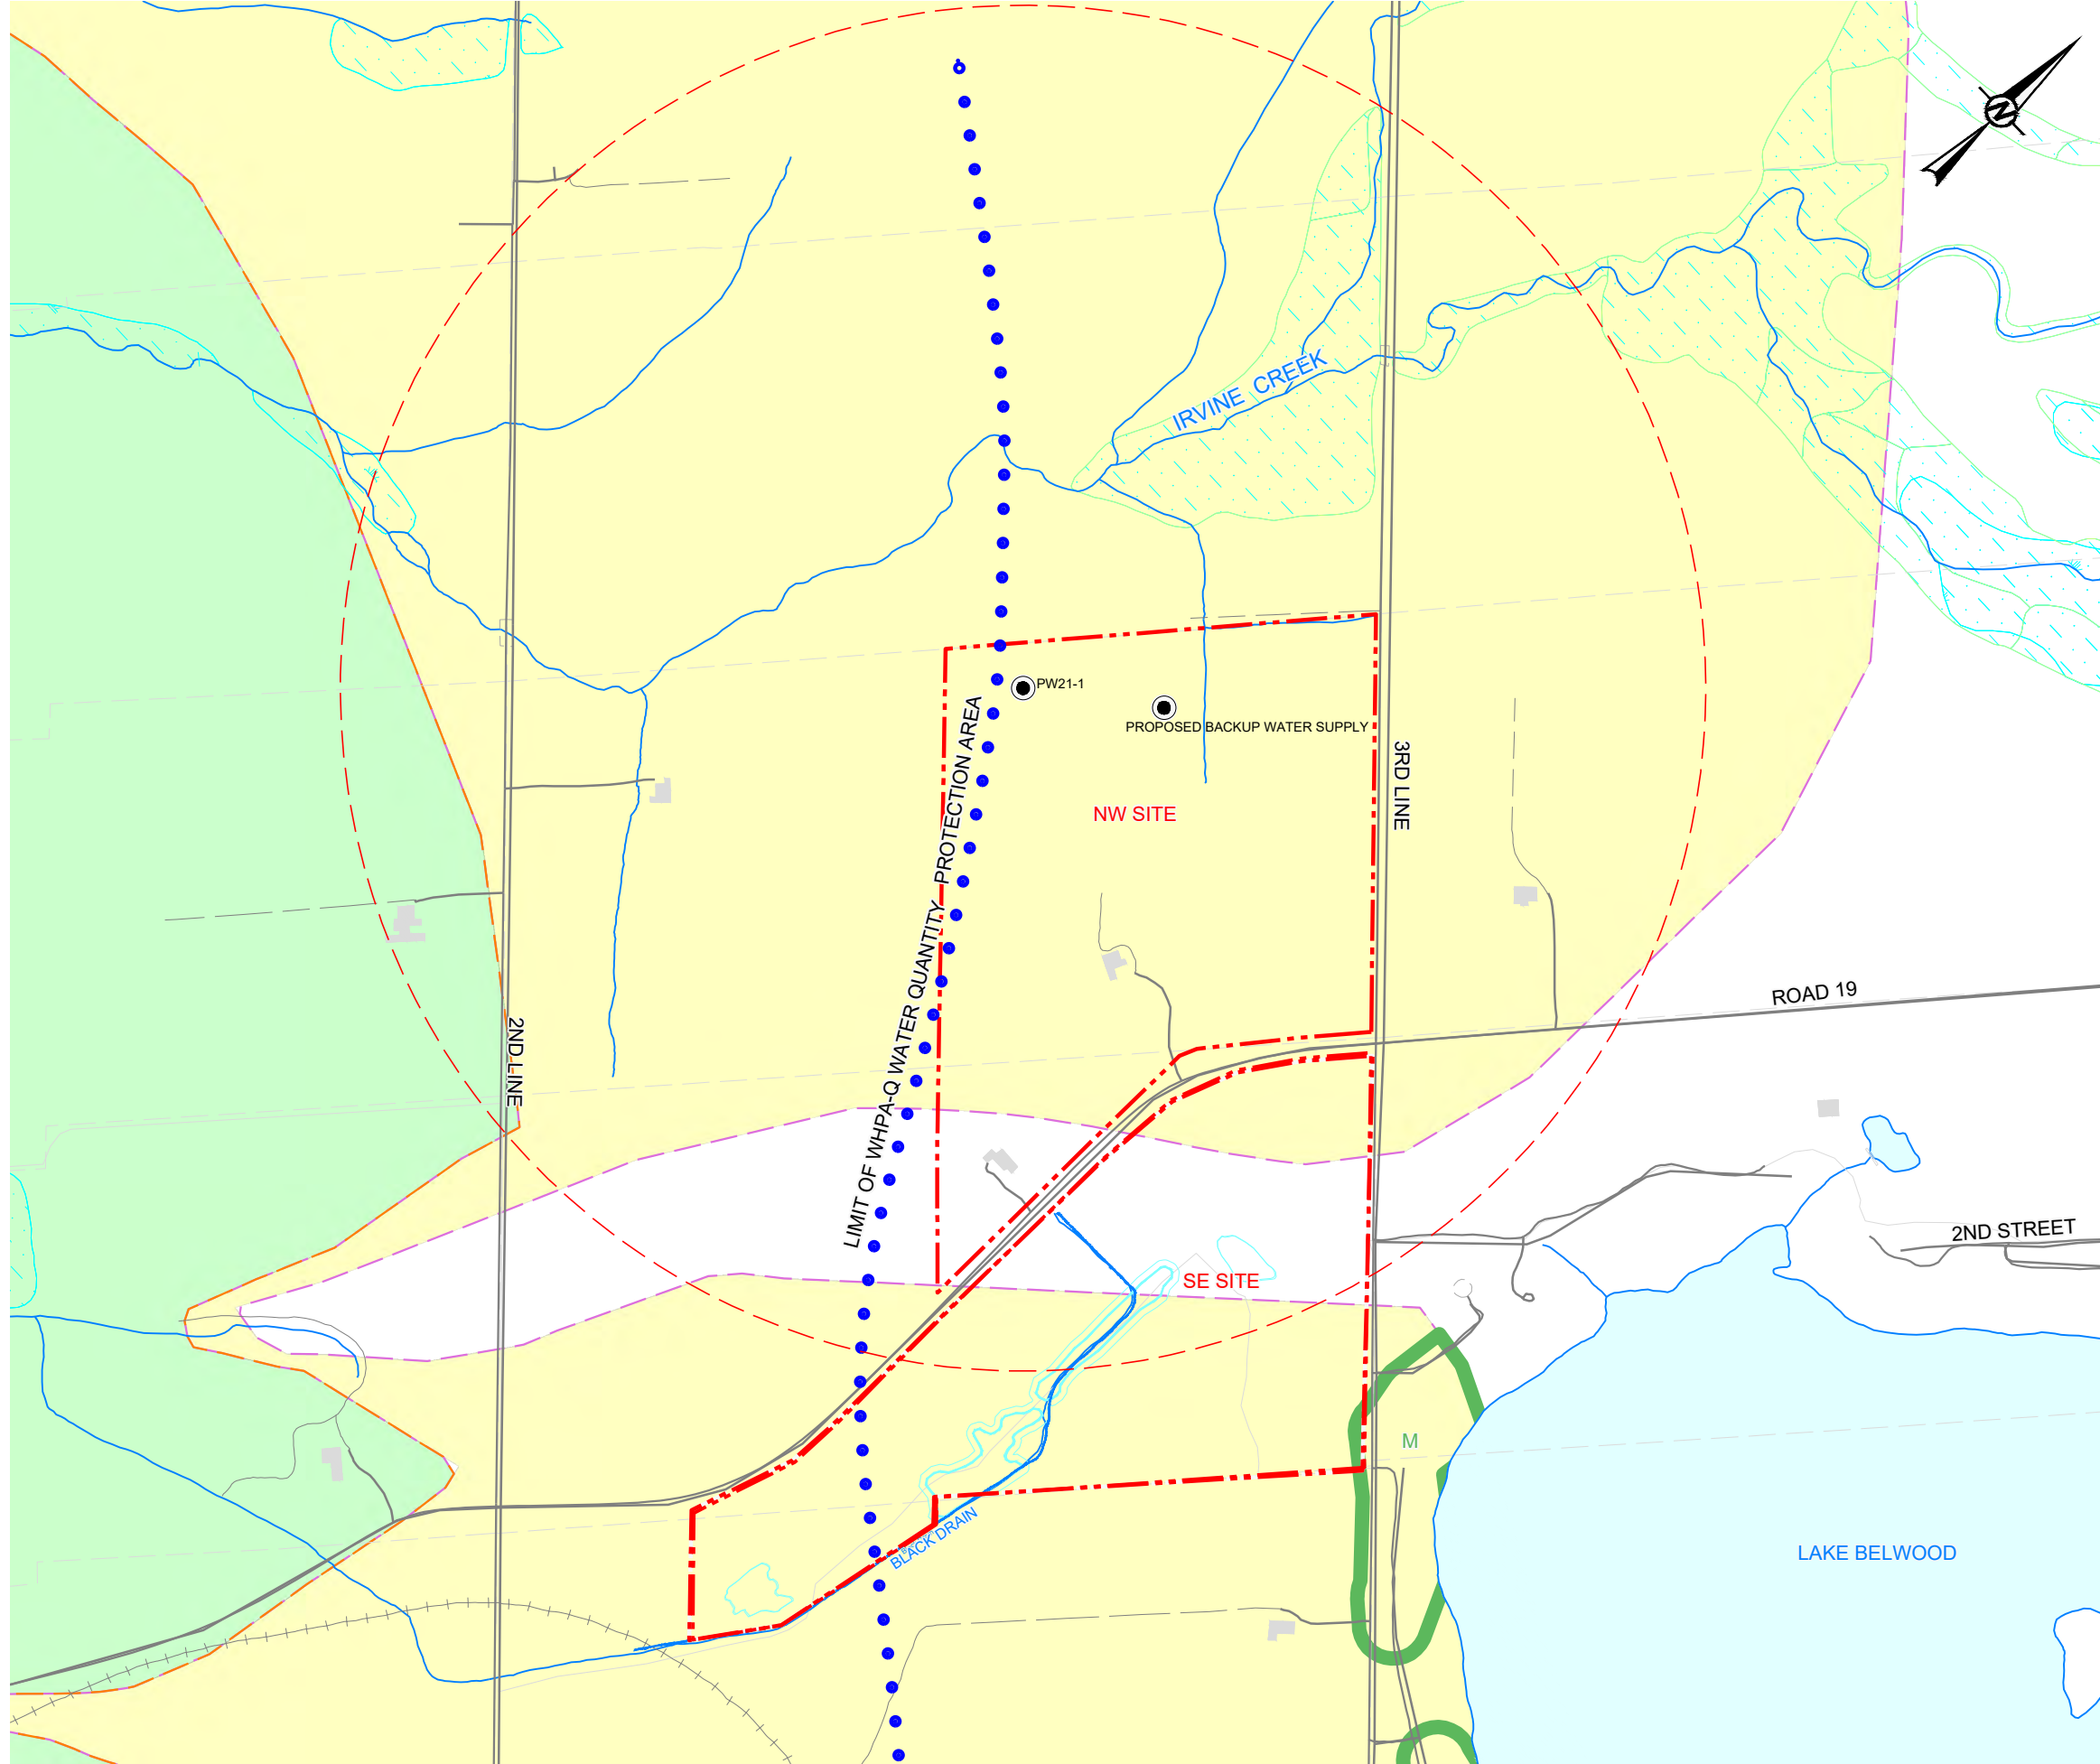 N
IRVINE CREEK
PW21-1
PROPOSED BACKUP WATER SUPPLY
3RD LINE
NW SITE
LIMIT OF WHPA-Q WATER QUANTITY PROTECTION AREA
ROAD 19
2ND LINE
2ND STREET
SE SITE
M
BLACK DRAIN
LAKE BELWOOD